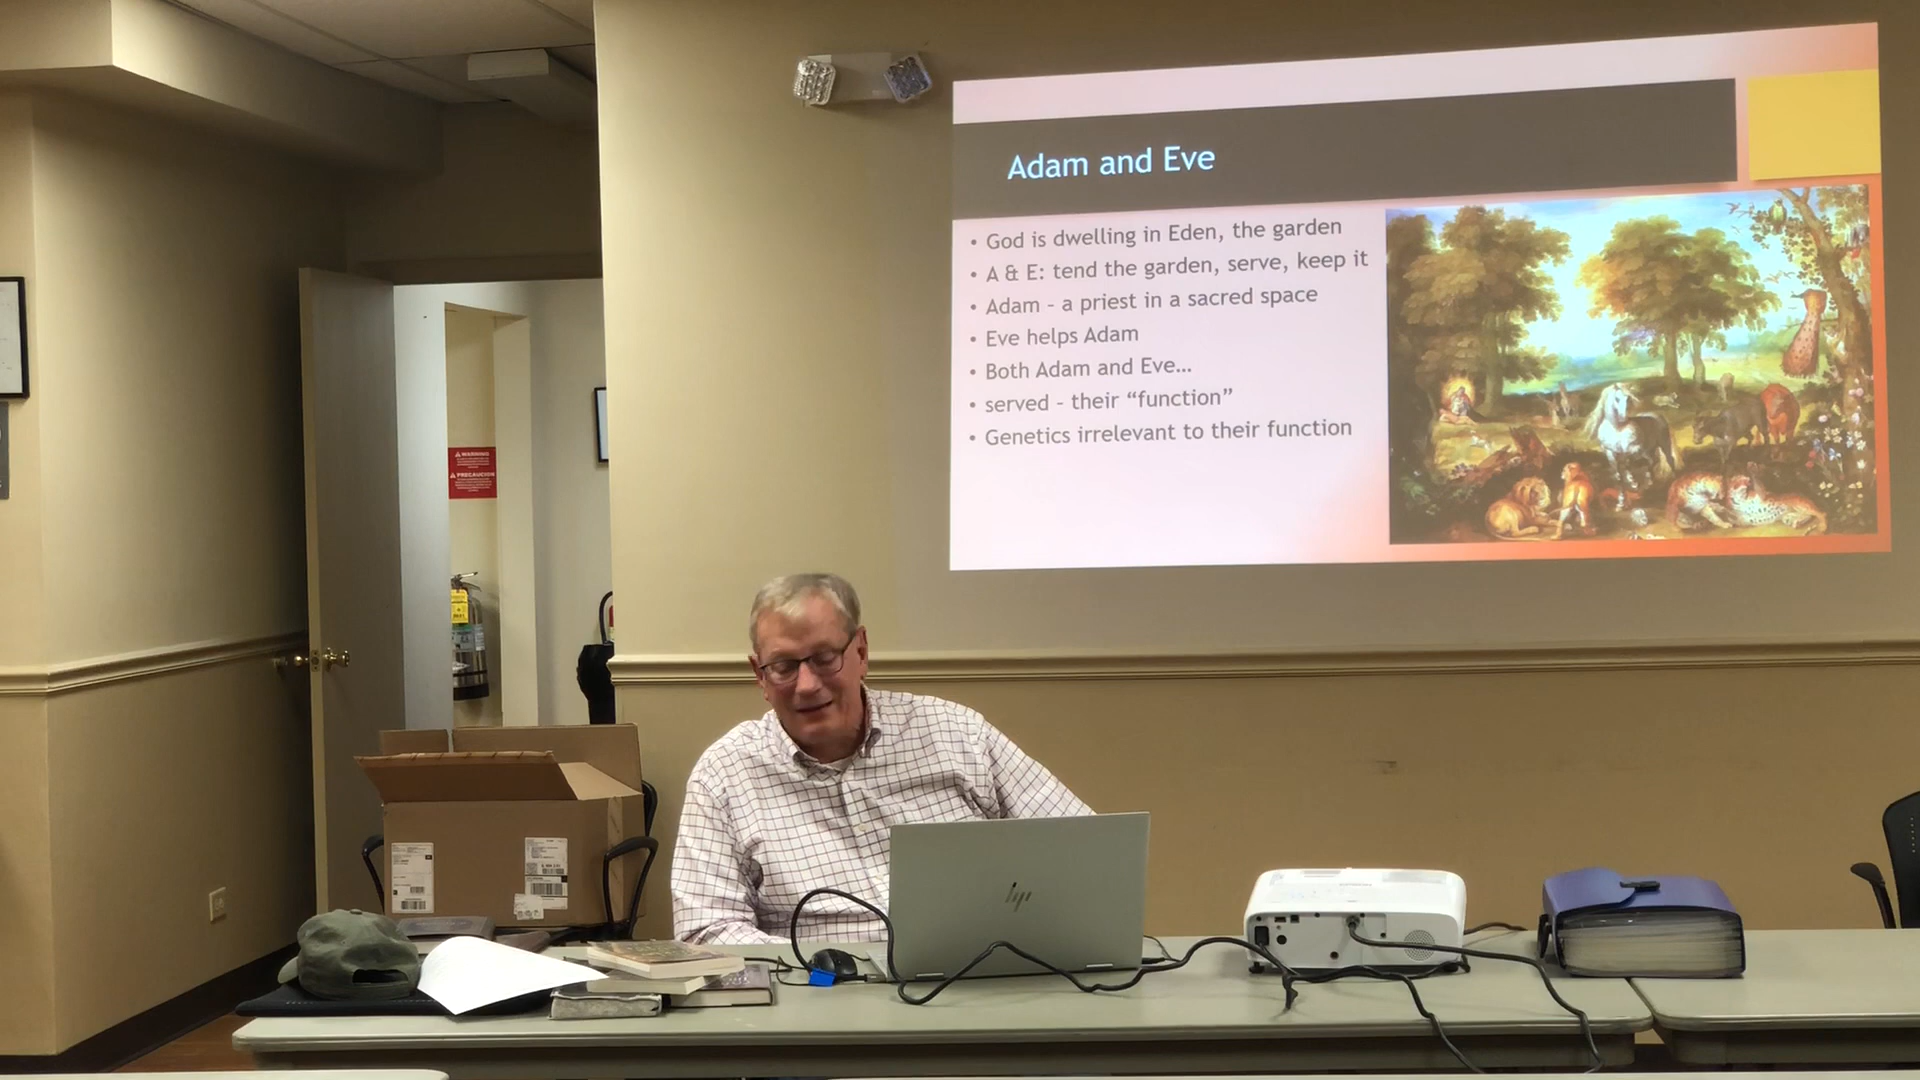 Adam and Eve
• God is dwelling in Eden, the garden
• A & E: tend the garden, serve, keep it
• Adam – a priest in a sacred space
• Eve helps Adam
• Both Adam and Eve…
• served – their “function”
• Genetics irrelevant to their function
WARNING
PRECAUCION
hp